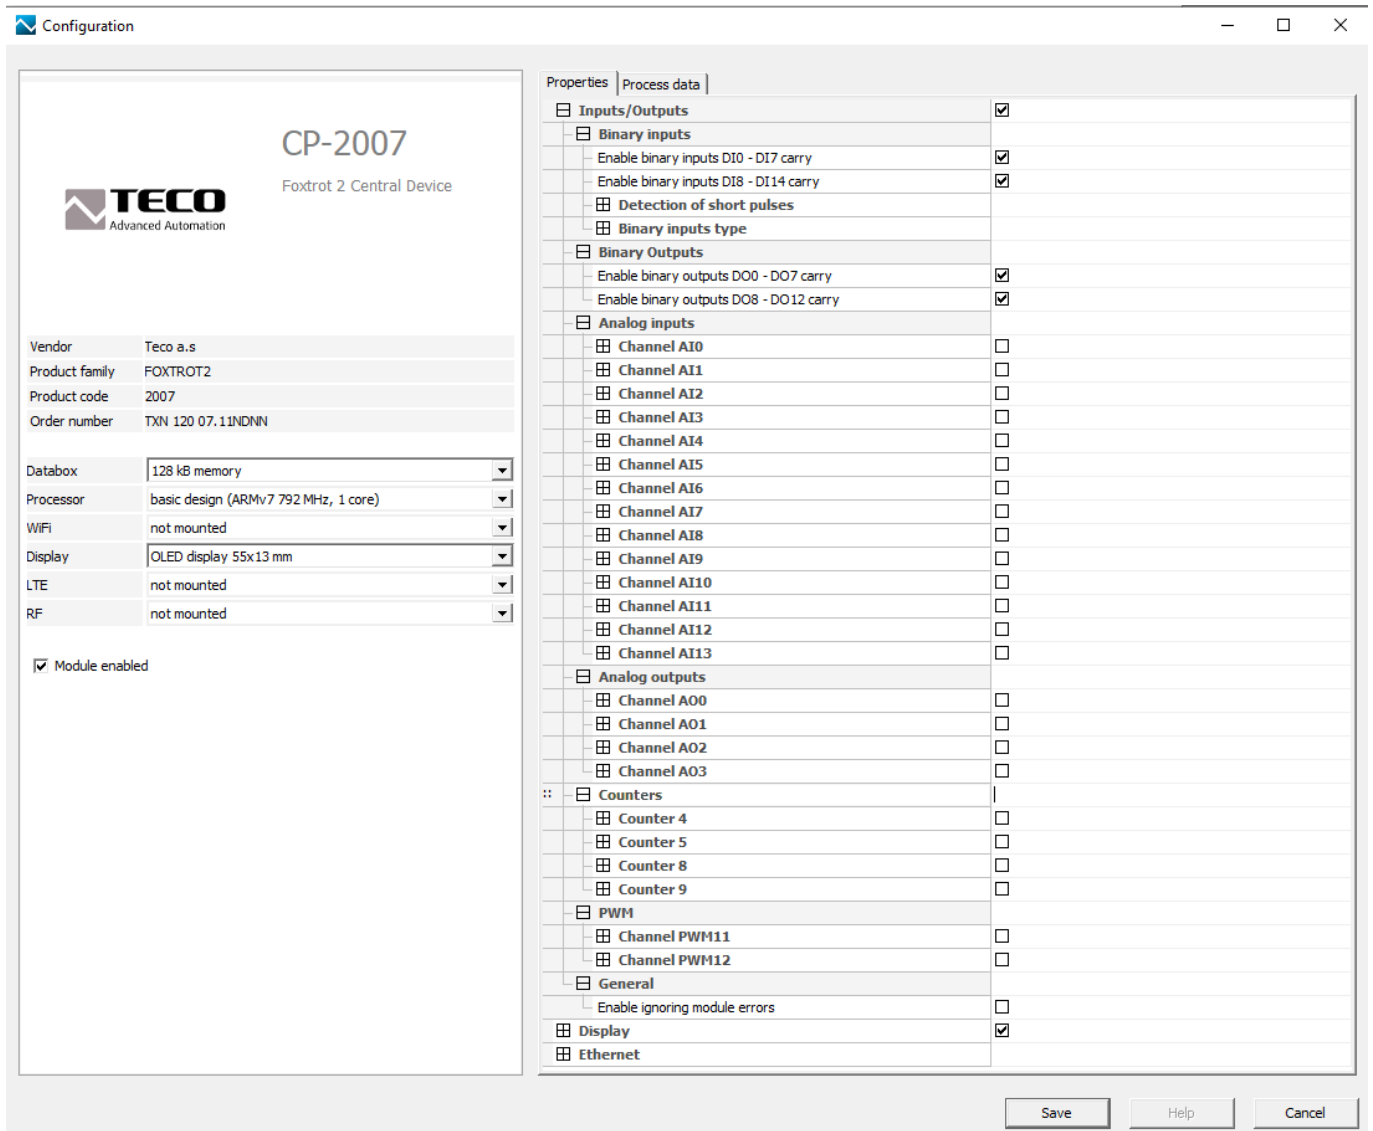 Configuration
CP-2007
Foxtrot 2 Central Device
TECO
Advanced Automation
Vendor Teco a.s
Product family FOXTROT2
Product code 2007
Order number TXN 120 07.11NDNN
Databox 128 kB memory
Processor basic design (ARMv7 792 MHz, 1 core)
WiFi not mounted
Display OLED display 55x13 mm
LTE not mounted
RF not mounted
Module enabled
Properties Process data
Inputs/Outputs
Binary inputs
Enable binary inputs DI0 - DI7 carry
Enable binary inputs DI8 - DI14 carry
Detection of short pulses
Binary inputs type
Binary Outputs
Enable binary outputs DO0 - DO7 carry
Enable binary outputs DO8 - DO12 carry
Analog inputs
Channel AI0
Channel AI1
Channel AI2
Channel AI3
Channel AI4
Channel AI5
Channel AI6
Channel AI7
Channel AI8
Channel AI9
Channel AI10
Channel AI11
Channel AI12
Channel AI13
Analog outputs
Channel AO0
Channel AO1
Channel AO2
Channel AO3
Counters
Counter 4
Counter 5
Counter 8
Counter 9
PWM
Channel PWM11
Channel PWM12
General
Enable ignoring module errors
Display
Ethernet
Save Help Cancel